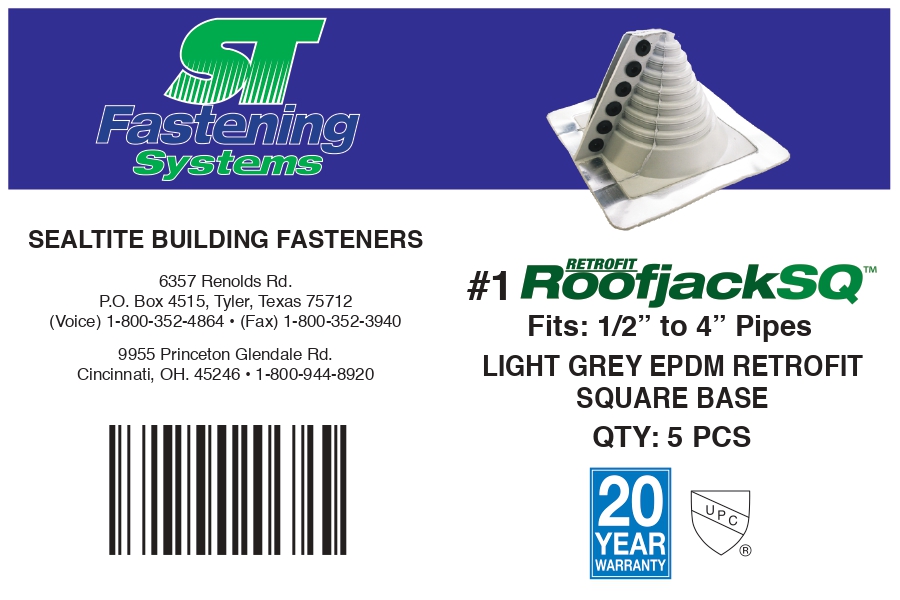 ST
Fastening
Systems
SEALTITE BUILDING FASTENERS
6357 Renolds Rd.
P.O. Box 4515, Tyler, Texas 75712
(Voice) 1-800-352-4864 • (Fax) 1-800-352-3940
9955 Princeton Glendale Rd.
Cincinnati, OH. 45246 • 1-800-944-8920
RETROFIT
#1 RoofjackSQ™
Fits: 1/2” to 4” Pipes
LIGHT GREY EPDM RETROFIT
SQUARE BASE
QTY: 5 PCS
20
YEAR
WARRANTY
UPC
®